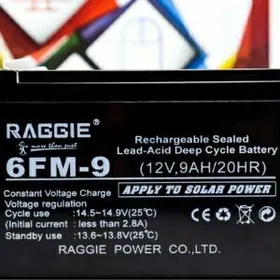 RAGGIE®
Go more than just
6FM-9
Rechargeable Sealed
Lead-Acid Deep Cycle Battery
(12V,9AH/20HR)
APPLY TO SOLAR POWER
Constant Voltage Charge
Voltage regulation
Cycle use : 14.5~14.9V(25℃)
(Initial current : less than 2.8A)
Standby use : 13.6~13.8V(25℃)
CE
RAGGIE POWER CO.,LTD.